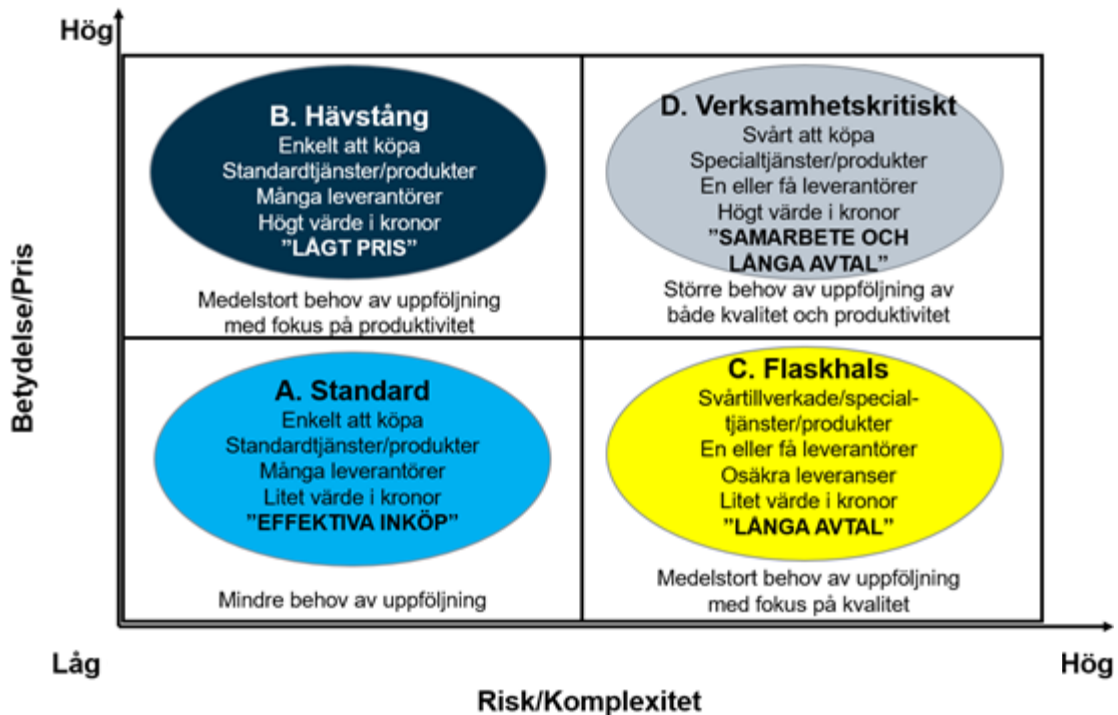 Hög
Betydelse/Pris
B. Hävstång
Enkelt att köpa
Standardtjänster/produkter
Många leverantörer
Högt värde i kronor
”LÅGT PRIS”
Medelstort behov av uppföljning
med fokus på produktivitet
D. Verksamhetskritiskt
Svårt att köpa
Specialtjänster/produkter
En eller få leverantörer
Högt värde i kronor
”SAMARBETE OCH
LÅNGA AVTAL”
Större behov av uppföljning av
både kvalitet och produktivitet
A. Standard
Enkelt att köpa
Standardtjänster/produkter
Många leverantörer
Litet värde i kronor
”EFFEKTIVA INKÖP”
Mindre behov av uppföljning
C. Flaskhals
Svårtillverkade/special-
tjänster/produkter
En eller få leverantörer
Osäkra leveranser
Litet värde i kronor
”LÅNGA AVTAL”
Medelstort behov av uppföljning
med fokus på kvalitet
Låg
Hög
Risk/Komplexitet